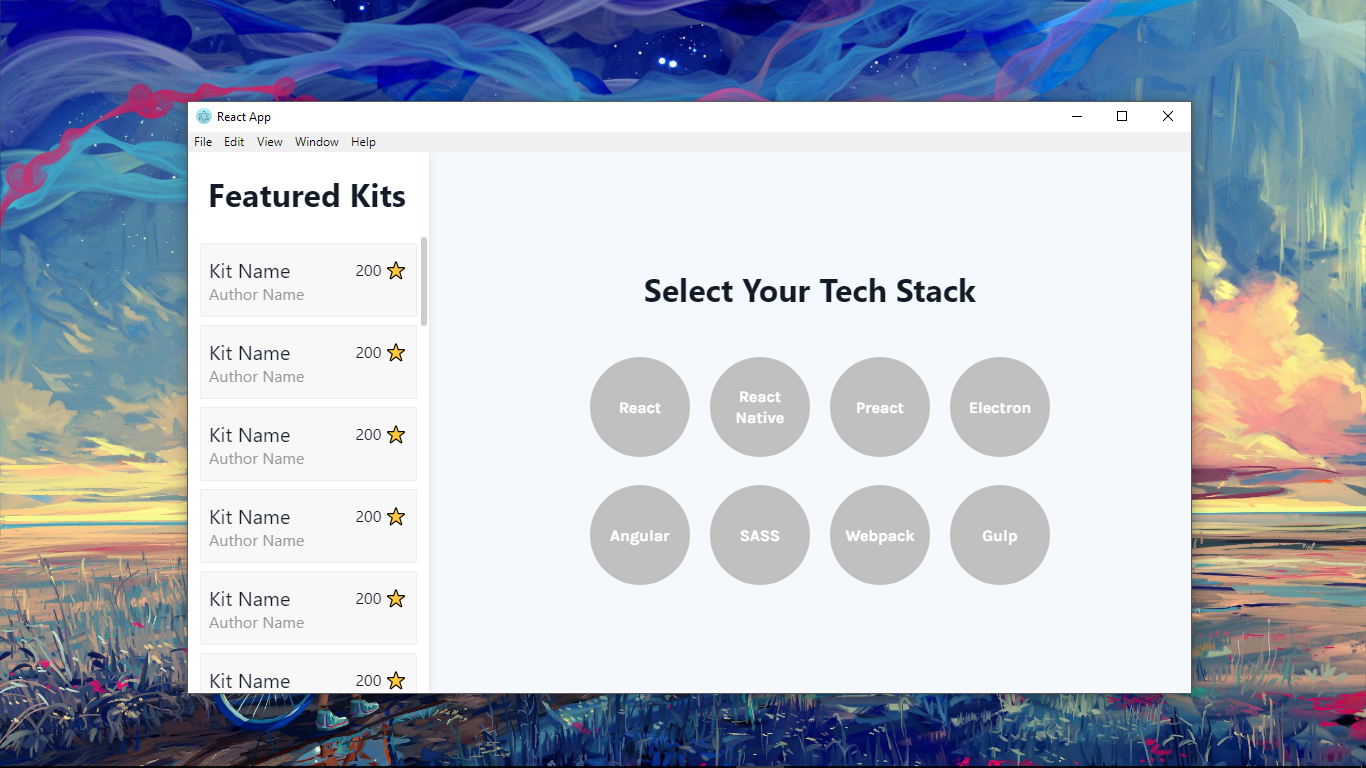 React App
File Edit View Window Help
Featured Kits
Kit Name 200
Author Name
Kit Name 200
Author Name
Kit Name 200
Author Name
Kit Name 200
Author Name
Kit Name 200
Author Name
Kit Name 200
Select Your Tech Stack
React
React
Native
Preact
Electron
Angular
SASS
Webpack
Gulp